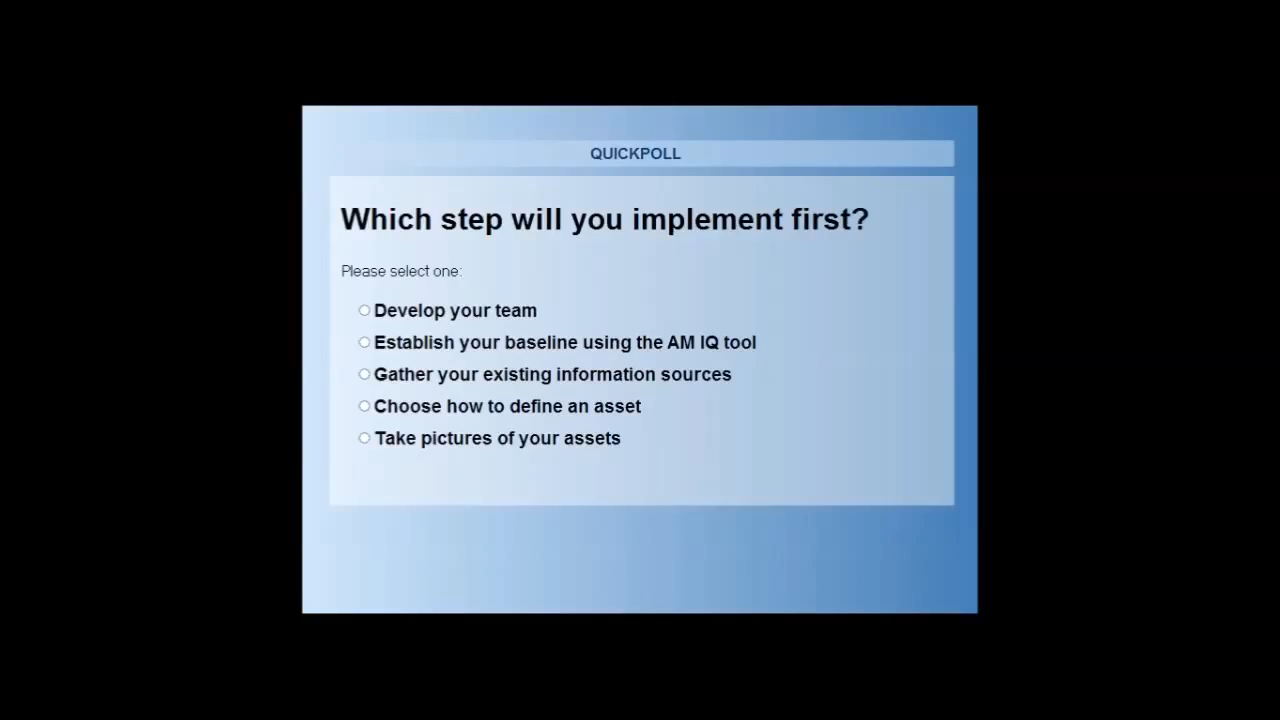 QUICKPOLL
Which step will you implement first?
Please select one:
Develop your team
Establish your baseline using the AM IQ tool
Gather your existing information sources
Choose how to define an asset
Take pictures of your assets